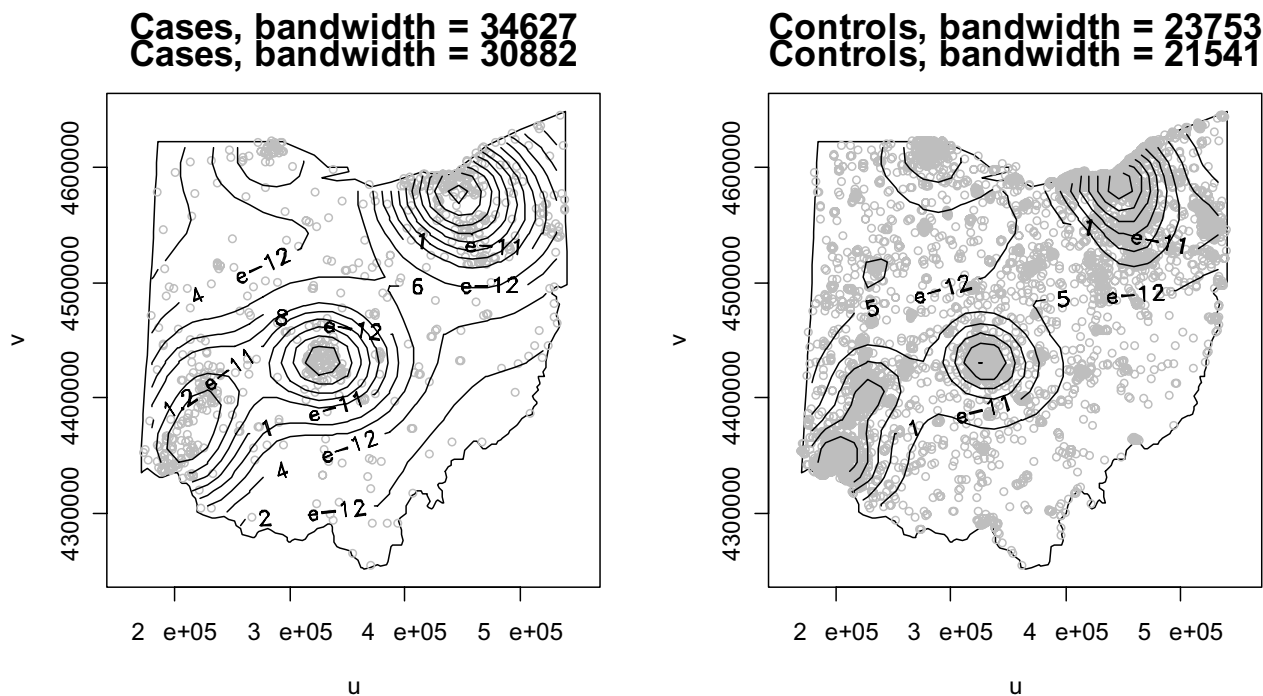 Cases, bandwidth = 34627
Cases, bandwidth = 30882
4600000
4500000
4400000
4300000
v
1 e−11
e−12
4
6 e−12
8 e−12
1.2 e−11
e−11
1
e−12
4
2 e−12
2 e+05
3 e+05
4 e+05
5 e+05
u
Controls, bandwidth = 23753
Controls, bandwidth = 21541
4600000
4500000
4400000
4300000
v
1 e−11
5 e−12
5 e−12
1 e−11
2 e+05
3 e+05
4 e+05
5 e+05
u